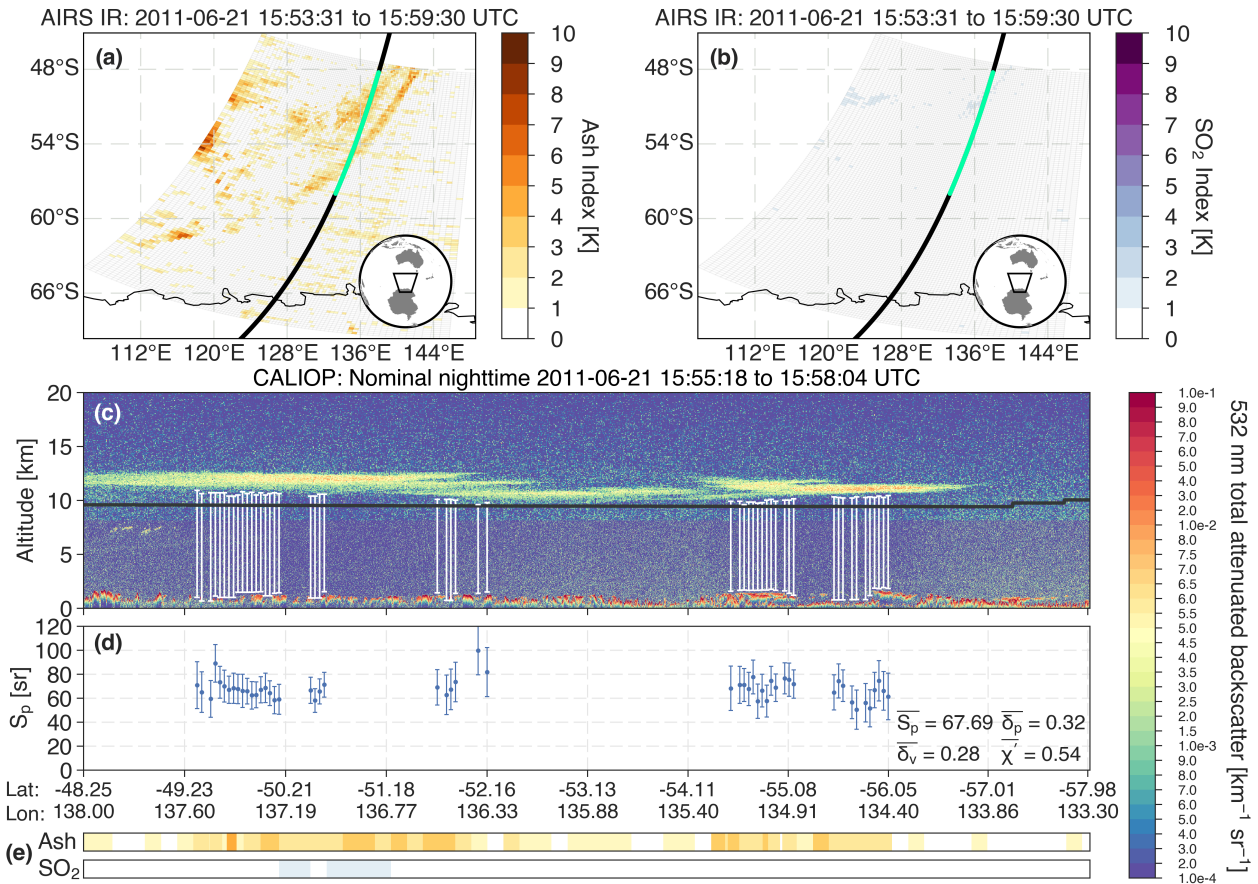 AIRS IR: 2011-06-21 15:53:31 to 15:59:30 UTC
AIRS IR: 2011-06-21 15:53:31 to 15:59:30 UTC
(a)
48°S
54°S
60°S
66°S
112°E 120°E 128°E 136°E 144°E
10
9
8
7
6
5
4
3
2
1
0
Ash Index [K]
(b)
48°S
54°S
60°S
66°S
112°E 120°E 128°E 136°E 144°E
10
9
8
7
6
5
4
3
2
1
0
SO₂ Index [K]
CALIOP: Nominal nighttime 2011-06-21 15:55:18 to 15:58:04 UTC
(c)
20
15
10
5
0
Altitude [km]
1.0e-1
9.0
8.0
7.0
6.0
5.0
4.0
3.0
2.0
1.0e-2
8.0
7.0
6.5
6.0
5.5
5.0
4.5
4.0
3.5
3.0
2.5
2.0
1.5
1.0e-3
9.0
8.0
7.0
6.0
5.0
4.0
3.0
2.0
1.0e-4
532 nm total attenuated backscatter [km⁻¹ sr⁻¹]
(d)
120
100
80
60
40
20
0
Sₚ [sr]
S̅ₚ = 67.69 δ̅ₚ = 0.32
δ̅ᵥ = 0.28 χ̅′ = 0.54
Lat: -48.25 -49.23 -50.21 -51.18 -52.16 -53.13 -54.11 -55.08 -56.05 -57.01 -57.98
Lon: 138.00 137.60 137.19 136.77 136.33 135.88 135.40 134.91 134.40 133.86 133.30
(e)
Ash
SO₂